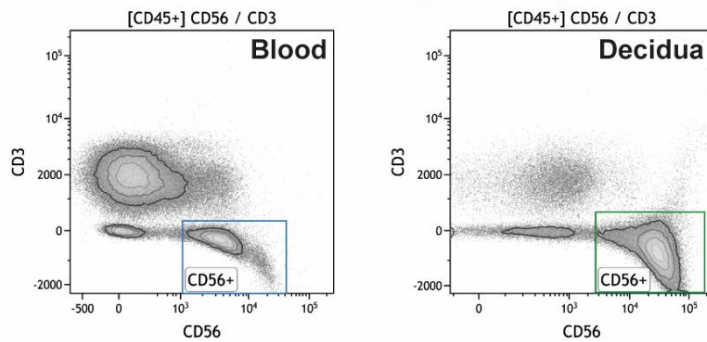 [CD45+] CD56 / CD3
Blood
10⁵
10⁴
CD3
2000
0
-2000
CD56+
-500 0 10³ 10⁴ 10⁵
CD56
[CD45+] CD56 / CD3
Decidua
10⁵
10⁴
CD3
2000
0
-2000
CD56+
0 10³ 10⁴ 10⁵
CD56